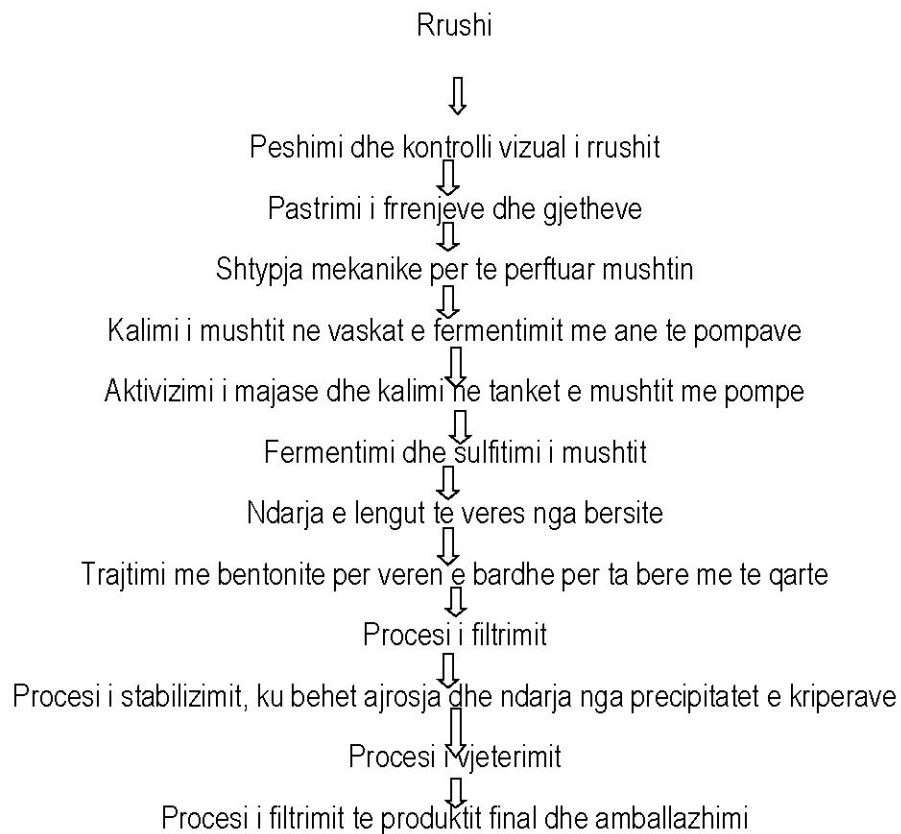 Rrushi
Peshimi dhe kontrolli vizual i rrushit
Pastrimi i frrenjeve dhe gjetheve
Shtypja mekanike per te perftuar mushtin
Kalimi i mushtit ne vaskat e fermentimit me ane te pompave
Aktivizimi i majase dhe kalimi ne tanket e mushtit me pompe
Fermentimi dhe sulfitimi i mushtit
Ndarja e lengut te veres nga bersite
Trajtimi me bentonite per veren e bardhe per ta bere me te qarte
Procesi i filtrimit
Procesi i stabilizimit, ku behet ajrosja dhe ndarja nga precipitatet e kriperave
Procesi i vjeterimit
Procesi i filtrimit te produktit final dhe amballazhimi